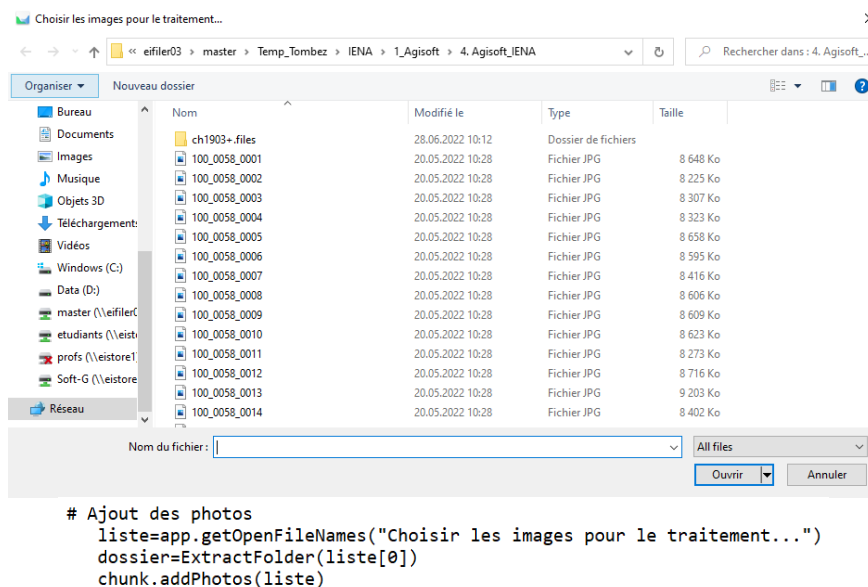 Choisir les images pour le traitement...
« eifiler03 › master › Temp_Tombez › IENA › 1_Agisoft › 4. Agisoft_IENA
Rechercher dans : 4. Agisoft_...
Organiser
Nouveau dossier
Bureau
Documents
Images
Musique
Objets 3D
Téléchargements
Vidéos
Windows (C:)
Data (D:)
master (\\eifiler0
etudiants (\\eisto
profs (\\eistore1
Soft-G (\\eistore
Réseau
Nom Modifié le Type Taille
ch1903+.files 28.06.2022 10:12 Dossier de fichiers
100_0058_0001 20.05.2022 10:28 Fichier JPG 8 648 Ko
100_0058_0002 20.05.2022 10:28 Fichier JPG 8 225 Ko
100_0058_0003 20.05.2022 10:28 Fichier JPG 8 307 Ko
100_0058_0004 20.05.2022 10:28 Fichier JPG 8 323 Ko
100_0058_0005 20.05.2022 10:28 Fichier JPG 8 658 Ko
100_0058_0006 20.05.2022 10:28 Fichier JPG 8 595 Ko
100_0058_0007 20.05.2022 10:28 Fichier JPG 8 416 Ko
100_0058_0008 20.05.2022 10:28 Fichier JPG 8 606 Ko
100_0058_0009 20.05.2022 10:28 Fichier JPG 8 609 Ko
100_0058_0010 20.05.2022 10:28 Fichier JPG 8 623 Ko
100_0058_0011 20.05.2022 10:28 Fichier JPG 8 273 Ko
100_0058_0012 20.05.2022 10:28 Fichier JPG 8 716 Ko
100_0058_0013 20.05.2022 10:28 Fichier JPG 9 203 Ko
100_0058_0014 20.05.2022 10:28 Fichier JPG 8 402 Ko
Nom du fichier :
All files
Ouvrir
Annuler
# Ajout des photos
liste=app.getOpenFileNames("Choisir les images pour le traitement...")
dossier=ExtractFolder(liste[0])
chunk.addPhotos(liste)